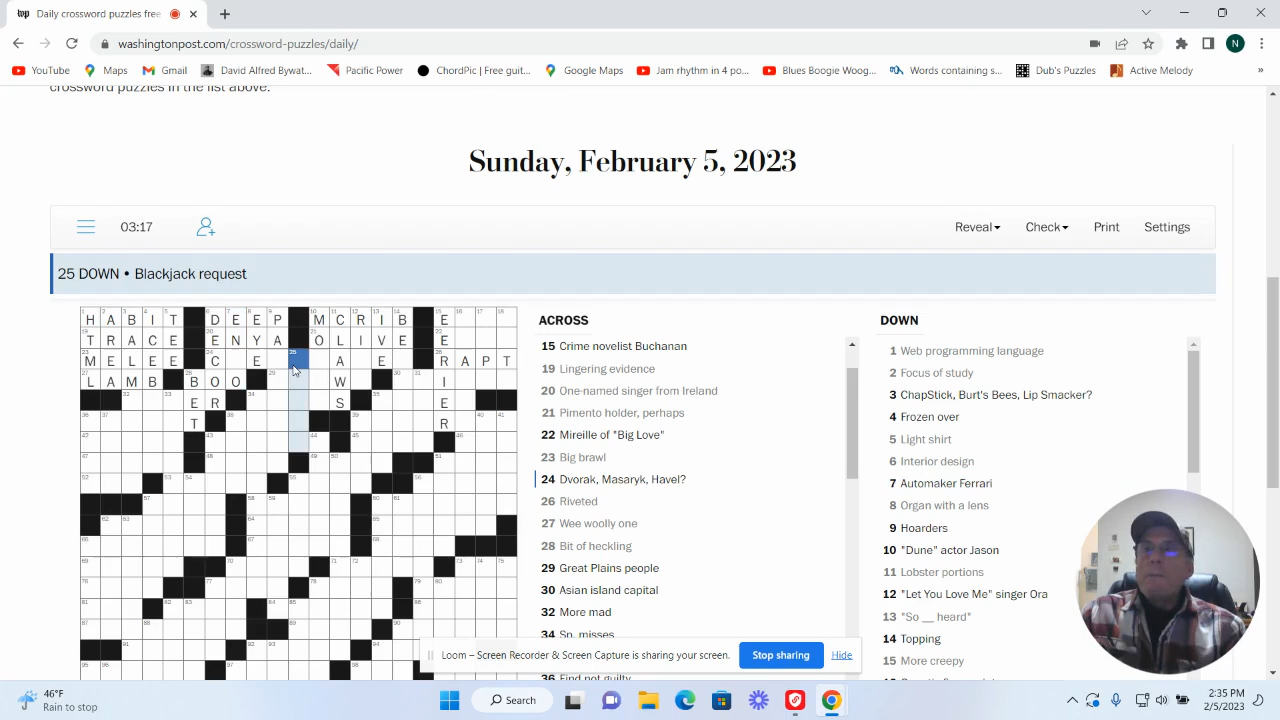 Daily crossword puzzles free
washingtonpost.com/crossword-puzzles/daily/
N
YouTube Maps Gmail David Alfred Bywat... Pacific Power ChordPic | Free guit... Google Maps Jam rhythm in 4 po... Blues Boogie Woog... Words containing s... Dub's Puzzles Active Melody »
crossword puzzles in the list above.
Sunday, February 5, 2023
03:17 Reveal Check Print Settings
25 DOWN • Blackjack request
H A B I T D E E P M C R I B E
T R A C E E N Y A O L I V E E
M E L E E C E A E R A P T
L A M B B O O W I
E R S E
T R
ACROSS
15 Crime novelist Buchanan
19 Lingering evidence
20 One-named singer from Ireland
21 Pimento holder, perhaps
22 Mireille of "Big Love"
23 Big brawl
24 Dvorak, Masaryk, Havel?
26 Riveted
27 Wee woolly one
28 Bit of heckling
29 Great Plains people
30 Asian island capital
32 More mad
34 Sp. misses
36 Find not guilty
DOWN
1 Web programming language
2 Focus of study
3 ChapStick, Burt's Bees, Lip Smacker?
4 Frozen over
5 Light shirt
6 Interior design
7 Automaker Ferrari
8 Organ with a lens
9 Hoarders
10 "Dune" actor Jason
11 Lobster portions
12 "Let You Love Me" singer Ora
13 "So __ heard"
14 Topping
15 More creepy
Loom – Screen Recorder & Screen Capture is sharing your screen. Stop sharing Hide
46°F
Rain to stop
Search
2:35 PM
2/5/2023